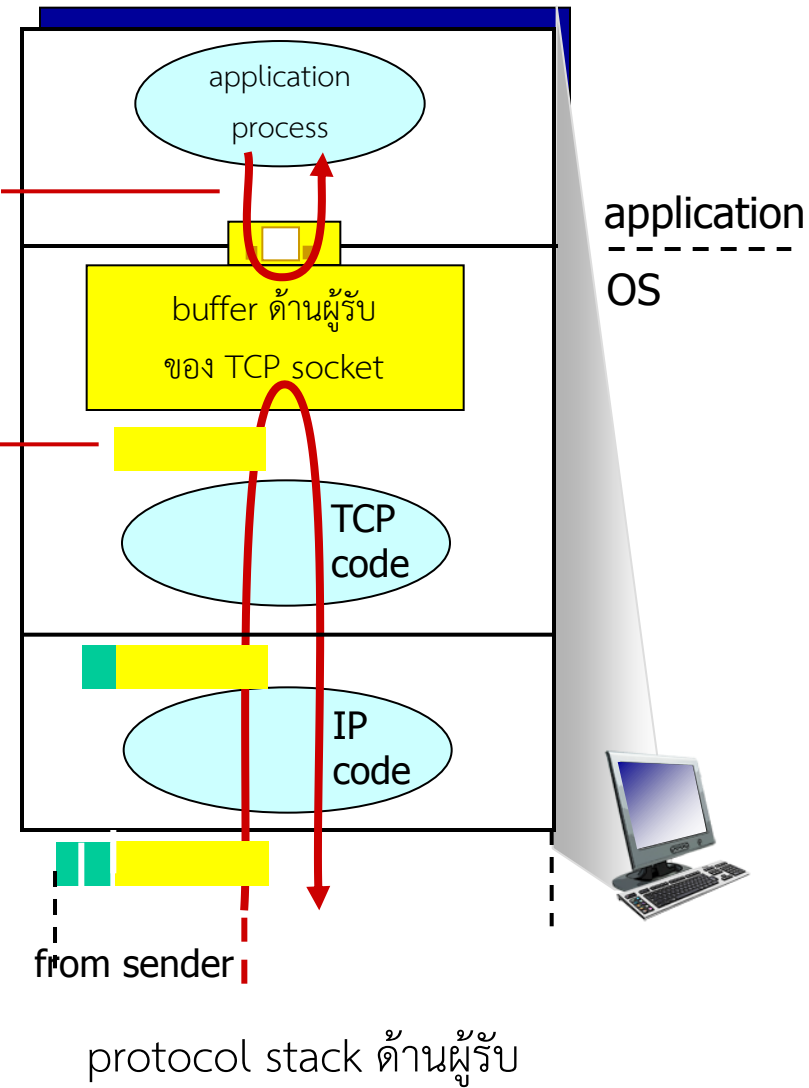 application
process
application
OS
buffer ด้านผู้รับ
ของ TCP socket
TCP
code
IP
code
from sender
protocol stack ด้านผู้รับ